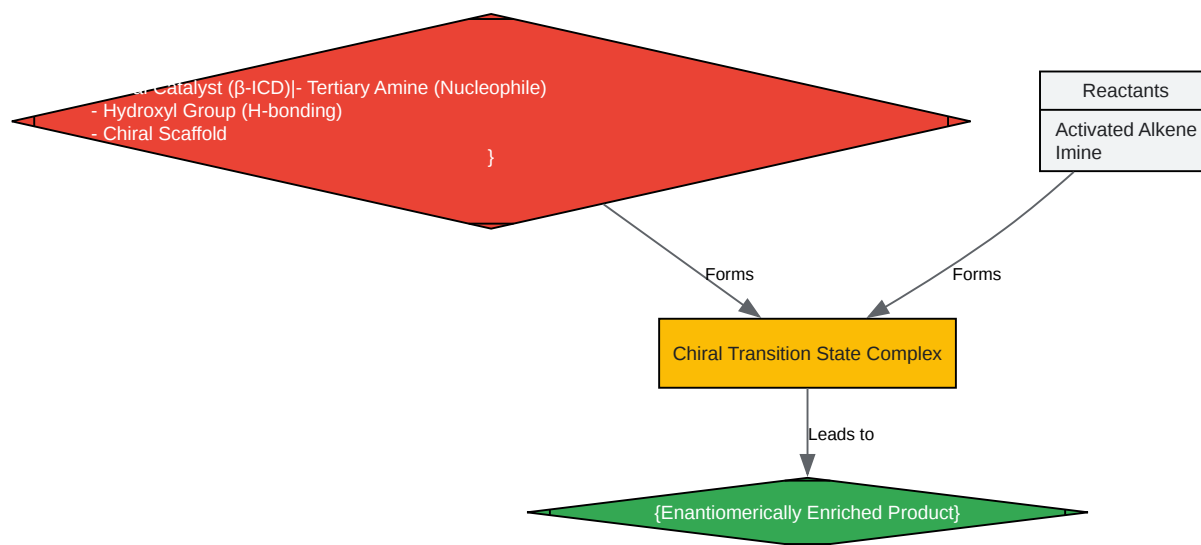 Catalyst (β-ICD)|- Tertiary Amine (Nucleophile)
- Hydroxyl Group (H-bonding)
- Chiral Scaffold
}
Reactants
Activated Alkene
Imine
Forms
Forms
Chiral Transition State Complex
Leads to
{Enantiomerically Enriched Product}